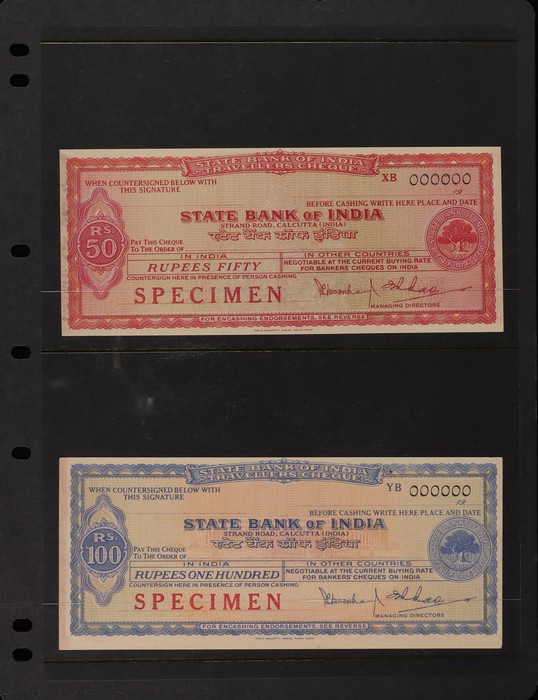 STATE BANK OF INDIA
TRAVELLERS CHEQUE
WHEN COUNTERSIGNED BELOW WITH
THIS SIGNATURE
XB 000000
19
BEFORE CASHING WRITE HERE PLACE AND DATE
RS.
50
STATE BANK OF INDIA
STRAND ROAD, CALCUTTA (INDIA)
स्टेट बैंक ऑफ इंडिया
PAY THIS CHEQUE
TO THE ORDER OF
IN INDIA
IN OTHER COUNTRIES
RUPEES FIFTY
NEGOTIABLE AT THE CURRENT BUYING RATE
FOR BANKERS' CHEQUES ON INDIA
COUNTERSIGN HERE IN PRESENCE OF PERSON CASHING
SPECIMEN
MANAGING DIRECTORS
FOR ENCASHING ENDORSEMENTS, SEE REVERSE
STATE BANK OF INDIA
TRAVELLERS CHEQUE
WHEN COUNTERSIGNED BELOW WITH
THIS SIGNATURE
YB 000000
19
BEFORE CASHING WRITE HERE PLACE AND DATE
RS.
100
STATE BANK OF INDIA
STRAND ROAD, CALCUTTA (INDIA)
स्टेट बैंक ऑफ इंडिया
PAY THIS CHEQUE
TO THE ORDER OF
IN INDIA
IN OTHER COUNTRIES
RUPEES ONE HUNDRED
NEGOTIABLE AT THE CURRENT BUYING RATE
FOR BANKERS' CHEQUES ON INDIA
COUNTERSIGN HERE IN PRESENCE OF PERSON CASHING
SPECIMEN
MANAGING DIRECTORS
FOR ENCASHING ENDORSEMENTS, SEE REVERSE